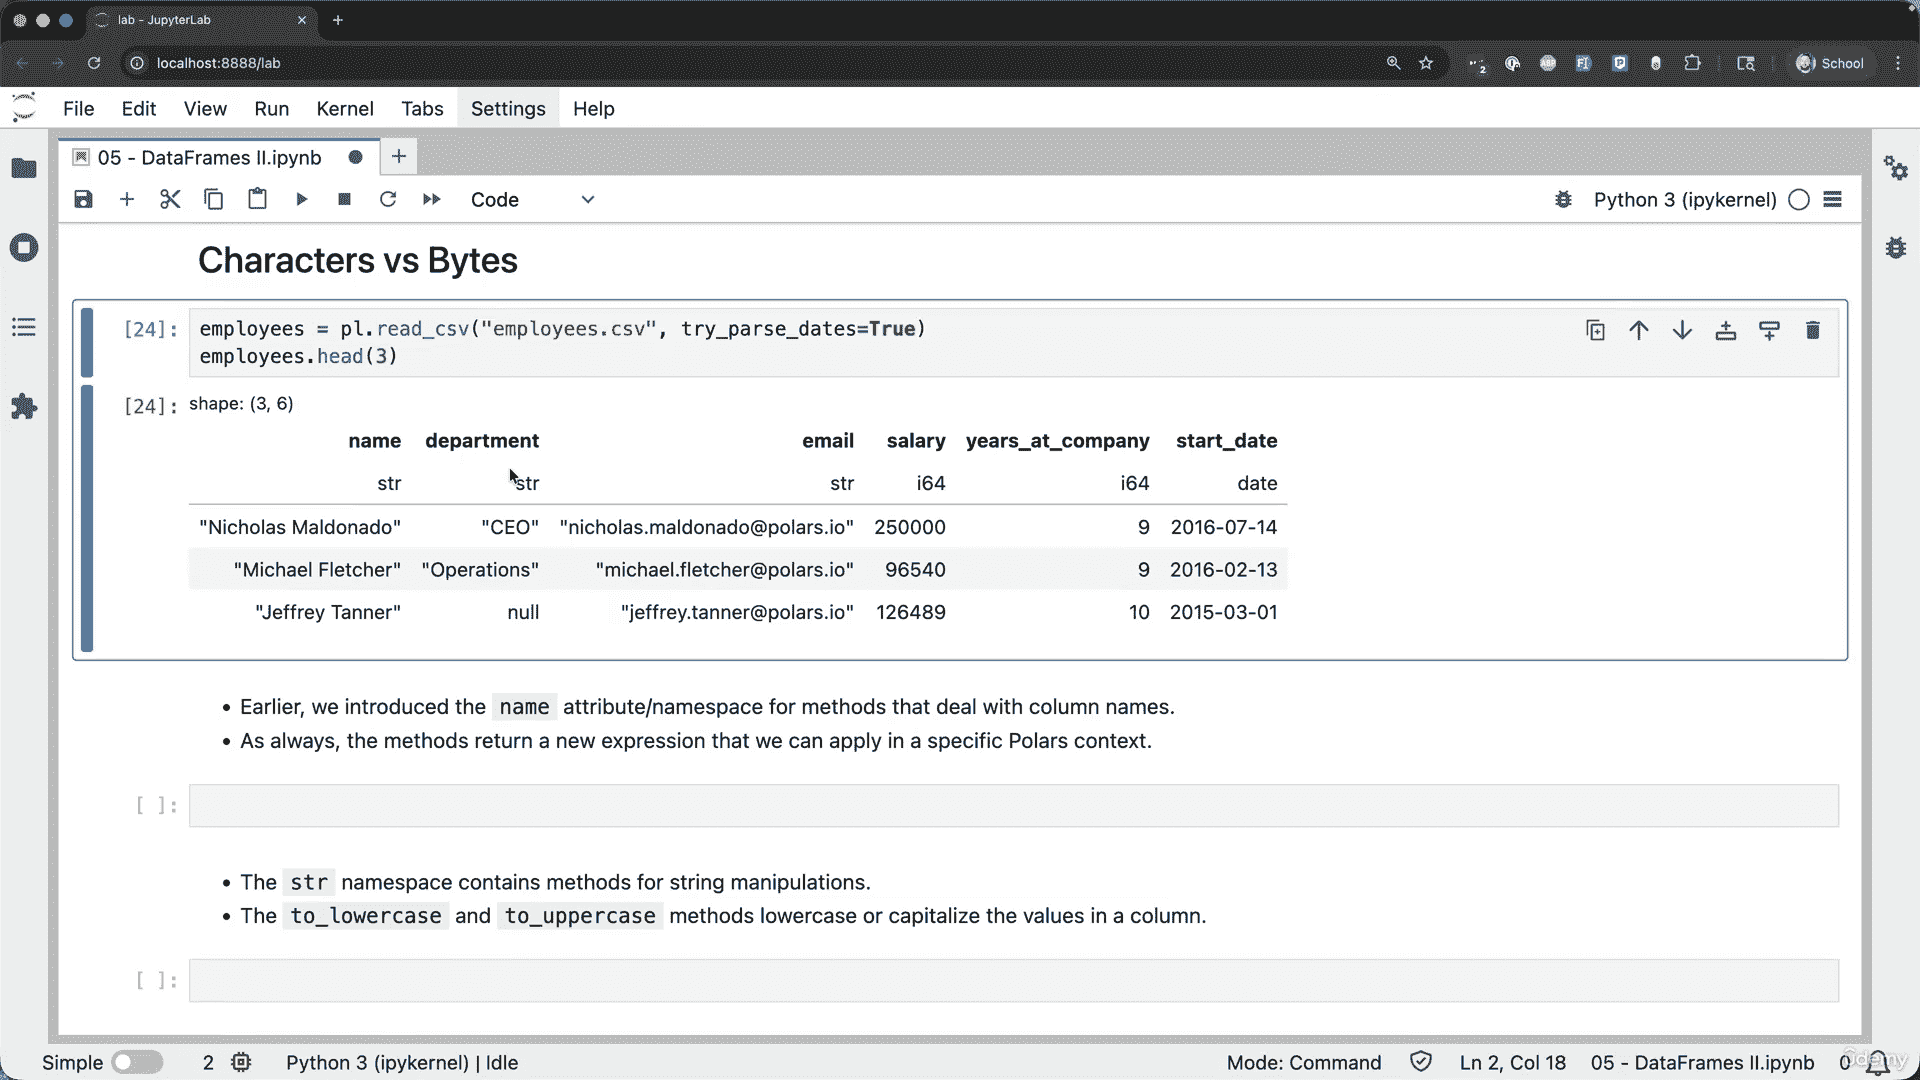 lab - JupyterLab
localhost:8888/lab
2
School
File Edit View Run Kernel Tabs Settings Help
05 - DataFrames II.ipynb
Code
Python 3 (ipykernel)
Characters vs Bytes
[24]: employees = pl.read_csv("employees.csv", try_parse_dates=True)
employees.head(3)
[24]: shape: (3, 6)
name department email salary years_at_company start_date
str str str i64 i64 date
"Nicholas Maldonado" "CEO" "nicholas.maldonado@polars.io" 250000 9 2016-07-14
"Michael Fletcher" "Operations" "michael.fletcher@polars.io" 96540 9 2016-02-13
"Jeffrey Tanner" null "jeffrey.tanner@polars.io" 126489 10 2015-03-01
• Earlier, we introduced the name attribute/namespace for methods that deal with column names.
• As always, the methods return a new expression that we can apply in a specific Polars context.
[ ]:
• The str namespace contains methods for string manipulations.
• The to_lowercase and to_uppercase methods lowercase or capitalize the values in a column.
[ ]:
Simple 2 Python 3 (ipykernel) | Idle Mode: Command Ln 2, Col 18 05 - DataFrames II.ipynb 0
udemy